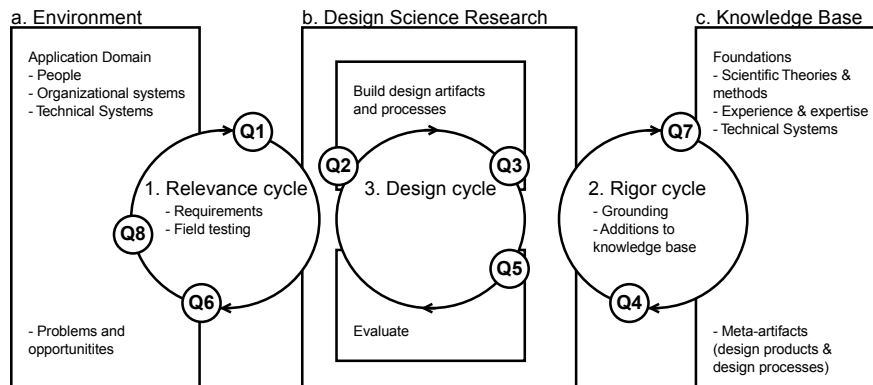 a. Environment
b. Design Science Research
c. Knowledge Base
Application Domain
- People
- Organizational systems
- Technical Systems
Build design artifacts
and processes
Foundations
- Scientific Theories &
methods
- Experience & expertise
- Technical Systems
Q1
Q2
Q3
Q7
1. Relevance cycle
- Requirements
- Field testing
3. Design cycle
2. Rigor cycle
- Grounding
- Additions to
knowledge base
Q8
Q5
Q6
Q4
- Problems and
opportunitites
Evaluate
- Meta-artifacts
(design products &
design processes)